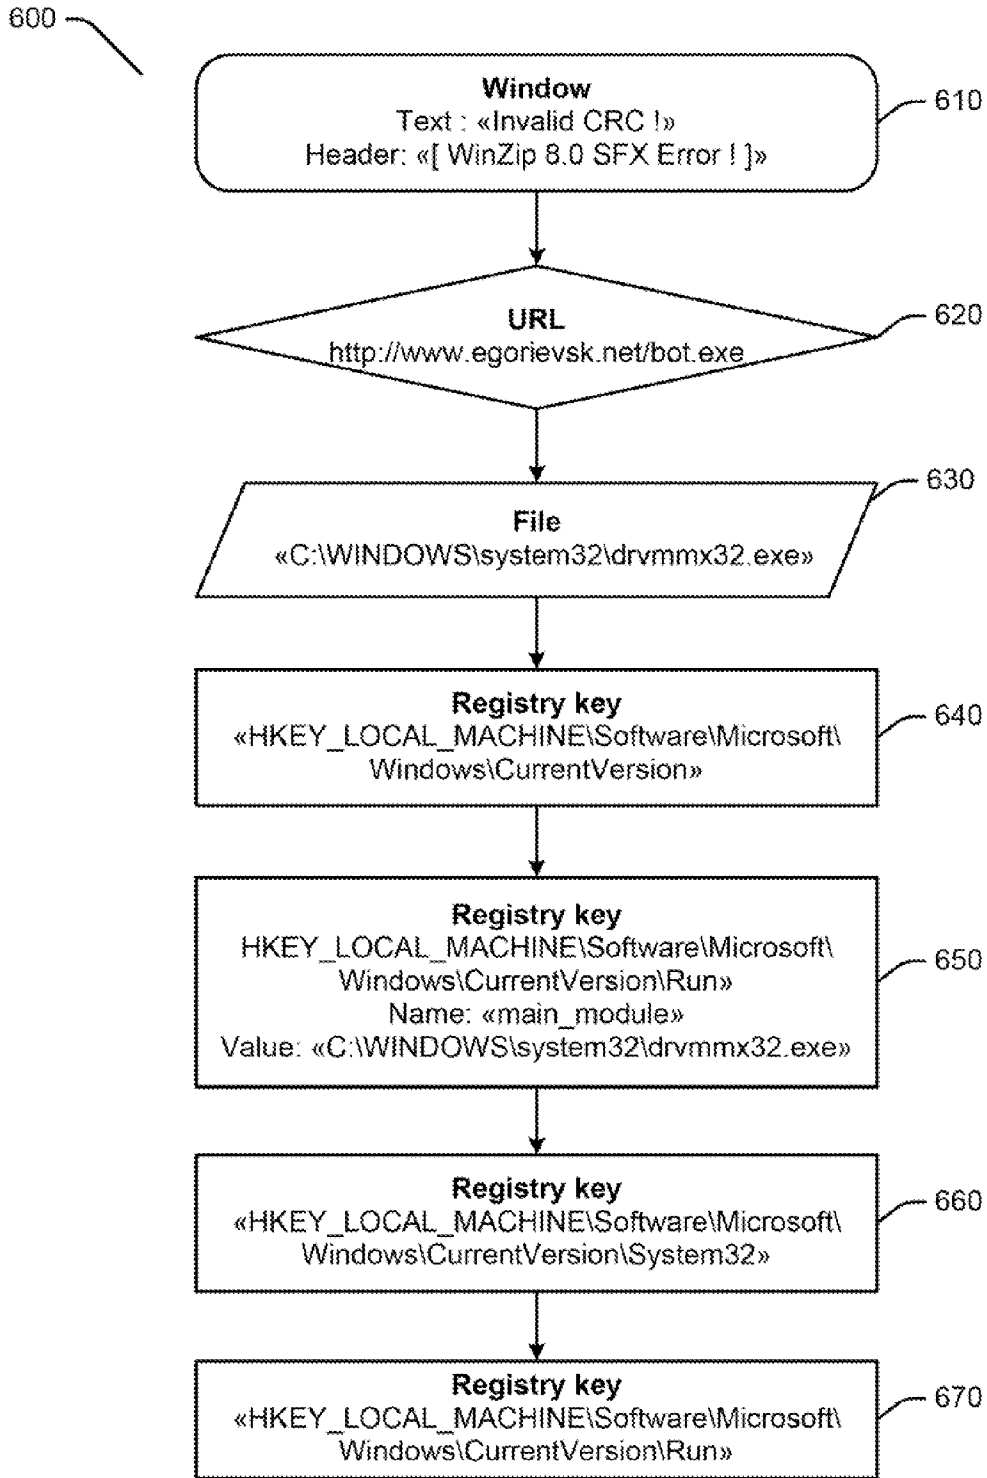 600
Window
Text : «Invalid CRC !»
Header: «[ WinZip 8.0 SFX Error ! ]»
610
URL
http://www.egorievsk.net/bot.exe
620
File
«C:\WINDOWS\system32\drvmmx32.exe»
630
Registry key
«HKEY_LOCAL_MACHINE\Software\Microsoft\
Windows\CurrentVersion»
640
Registry key
HKEY_LOCAL_MACHINE\Software\Microsoft\
Windows\CurrentVersion\Run»
Name: «main_module»
Value: «C:\WINDOWS\system32\drvmmx32.exe»
650
Registry key
«HKEY_LOCAL_MACHINE\Software\Microsoft\
Windows\CurrentVersion\System32»
660
Registry key
«HKEY_LOCAL_MACHINE\Software\Microsoft\
Windows\CurrentVersion\Run»
670